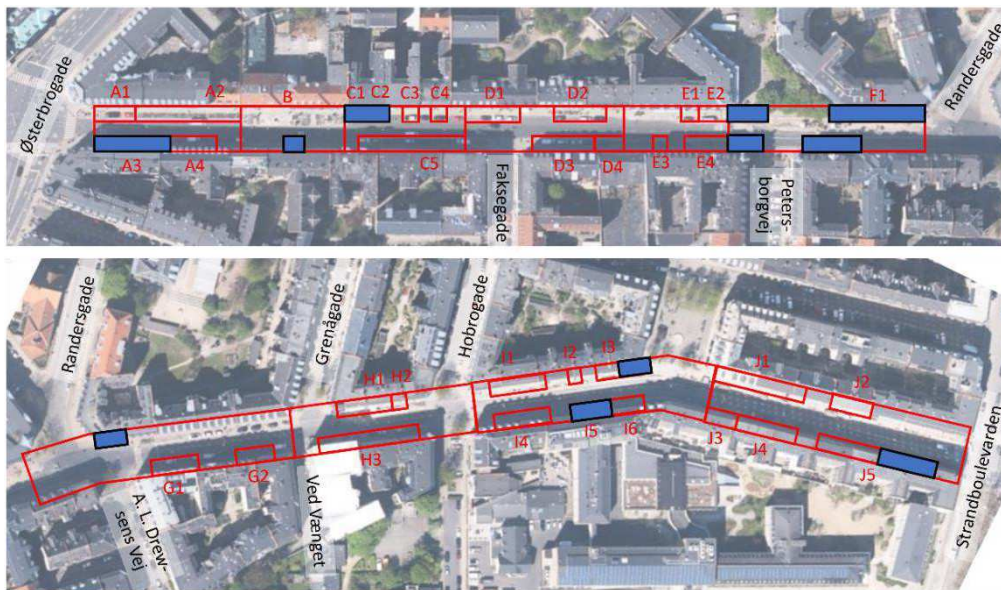 Østerbrogade
A1
A2
B
C1
C2
C3
C4
D1
D2
E1
E2
F1
Randersgade
A3
A4
C5
D3
D4
E3
E4
Faksegade
Peters-
borgvej
Randersgade
Grenågade
Hobrogade
H1
H2
I1
I2
I3
J1
J2
G1
G2
H3
I4
I5
I6
J3
J4
J5
A. L. Drew-
sens Vej
Ved Vænget
Strandboulevarden